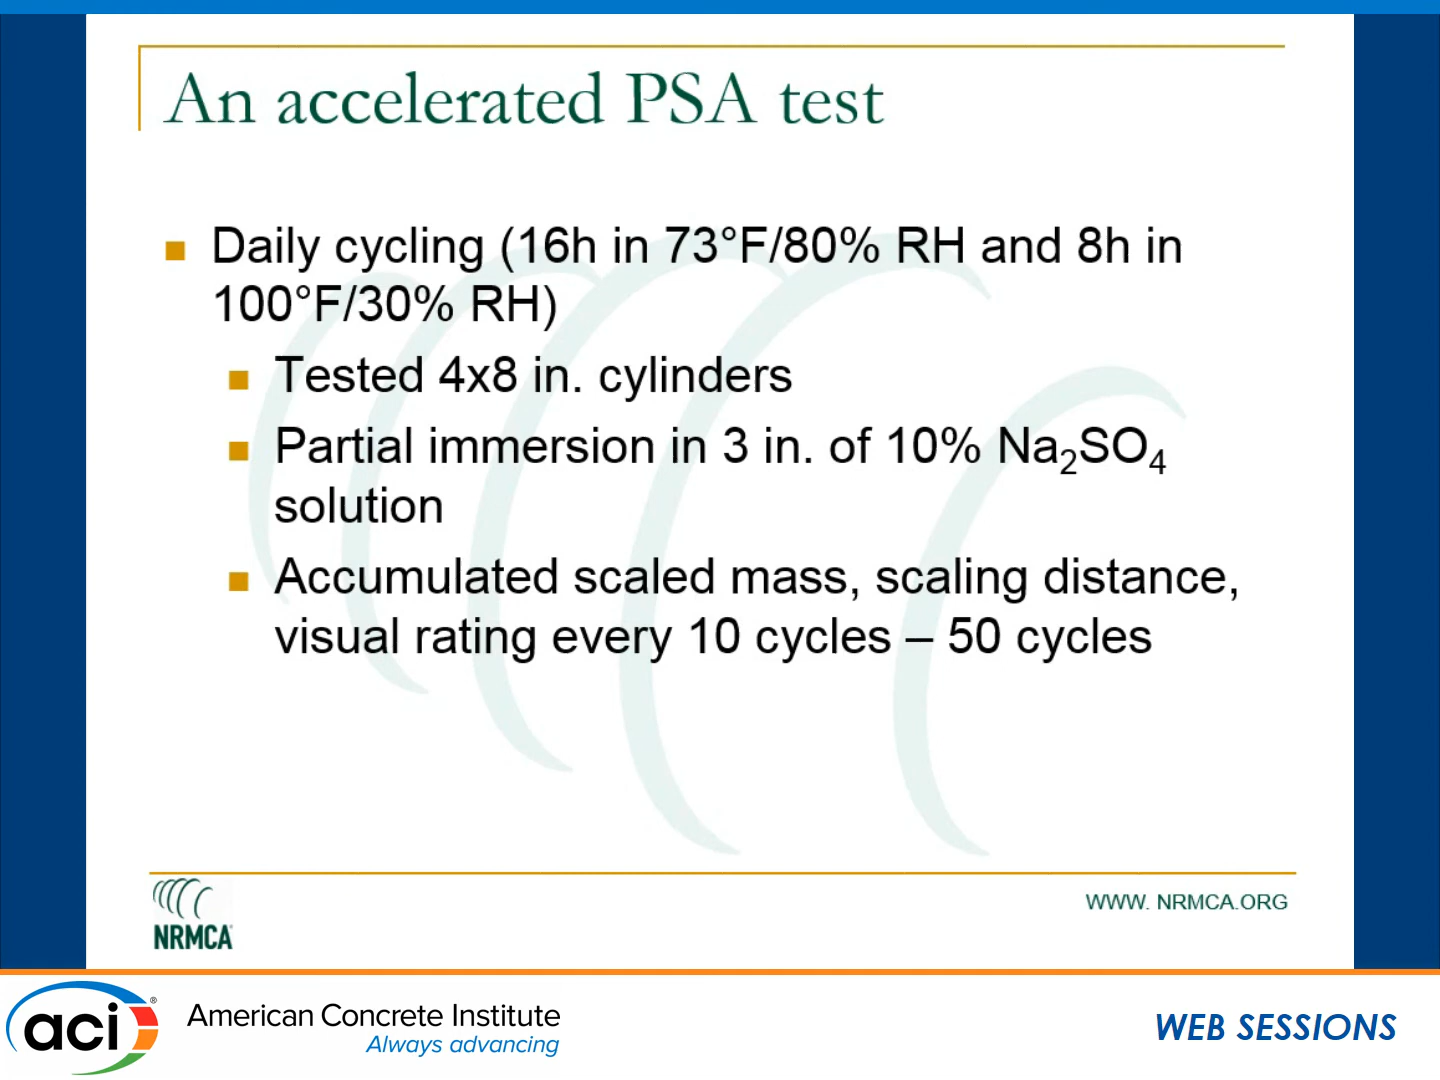 An accelerated PSA test
Daily cycling (16h in 73°F/80% RH and 8h in
100°F/30% RH)
Tested 4x8 in. cylinders
Partial immersion in 3 in. of 10% Na₂SO₄
solution
Accumulated scaled mass, scaling distance,
visual rating every 10 cycles – 50 cycles
NRMCA
WWW. NRMCA.ORG
aci®
American Concrete Institute
Always advancing
WEB SESSIONS